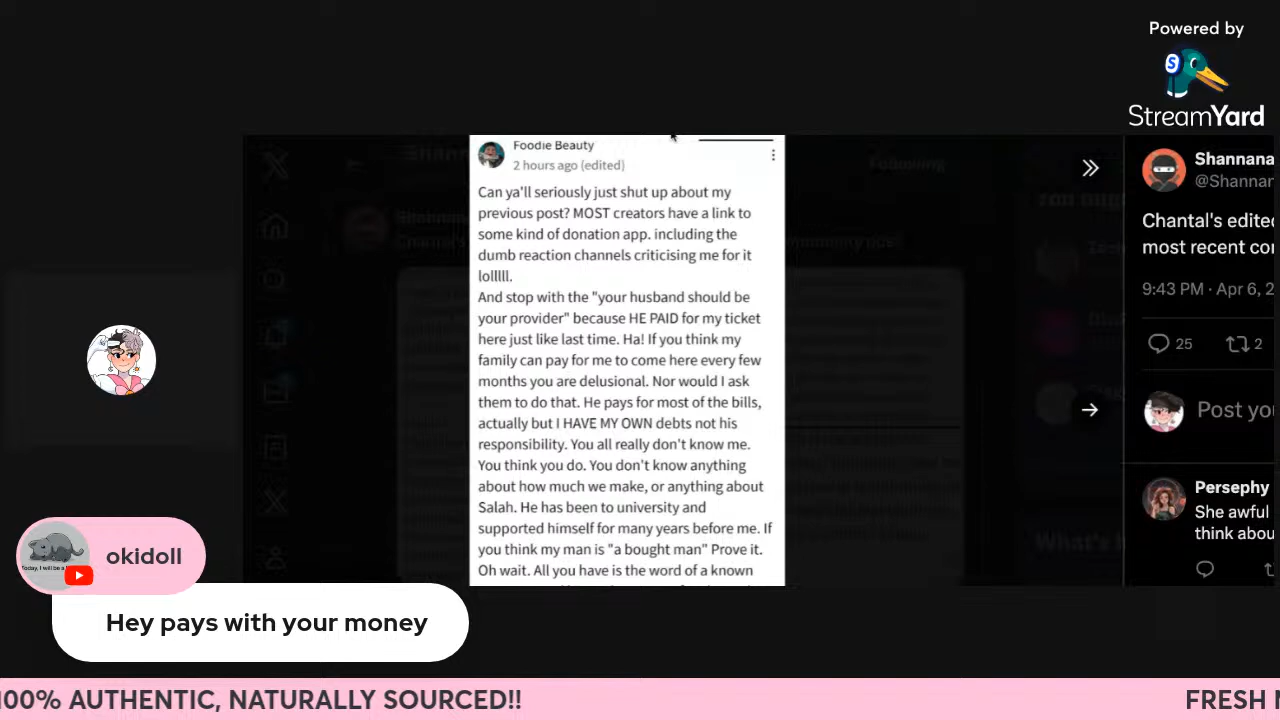 Powered by
StreamYard
Foodie Beauty
2 hours ago (edited)
Can ya'll seriously just shut up about my
previous post? MOST creators have a link to
some kind of donation app. including the
dumb reaction channels criticising me for it
lolllll.
And stop with the "your husband should be
your provider" because HE PAID for my ticket
here just like last time. Ha! If you think my
family can pay for me to come here every few
months you are delusional. Nor would I ask
them to do that. He pays for most of the bills,
actually but I HAVE MY OWN debts not his
responsibility. You all really don't know me.
You think you do. You don't know anything
about how much we make, or anything about
Salah. He has been to university and
supported himself for many years before me. If
you think my man is "a bought man" Prove it.
Oh wait. All you have is the word of a known
Shannana
@Shannar
Chantal's edite
most recent co
9:43 PM · Apr 6, 2
25
2
Post yo
Persephy
She awful
think abou
okidoll
Hey pays with your money
100% AUTHENTIC, NATURALLY SOURCED!!
FRESH